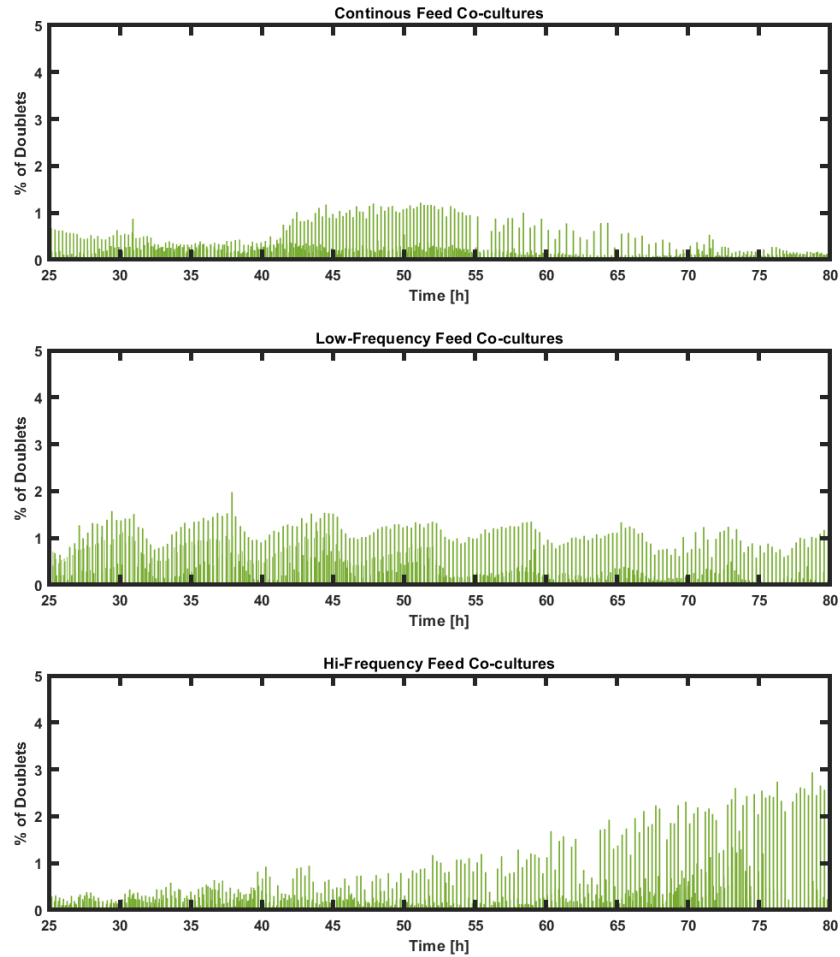 Continous Feed Co-cultures
5
4
3
2
1
0
% of Doublets
25 30 35 40 45 50 55 60 65 70 75 80
Time [h]
Low-Frequency Feed Co-cultures
5
4
3
2
1
0
% of Doublets
25 30 35 40 45 50 55 60 65 70 75 80
Time [h]
Hi-Frequency Feed Co-cultures
5
4
3
2
1
0
% of Doublets
25 30 35 40 45 50 55 60 65 70 75 80
Time [h]